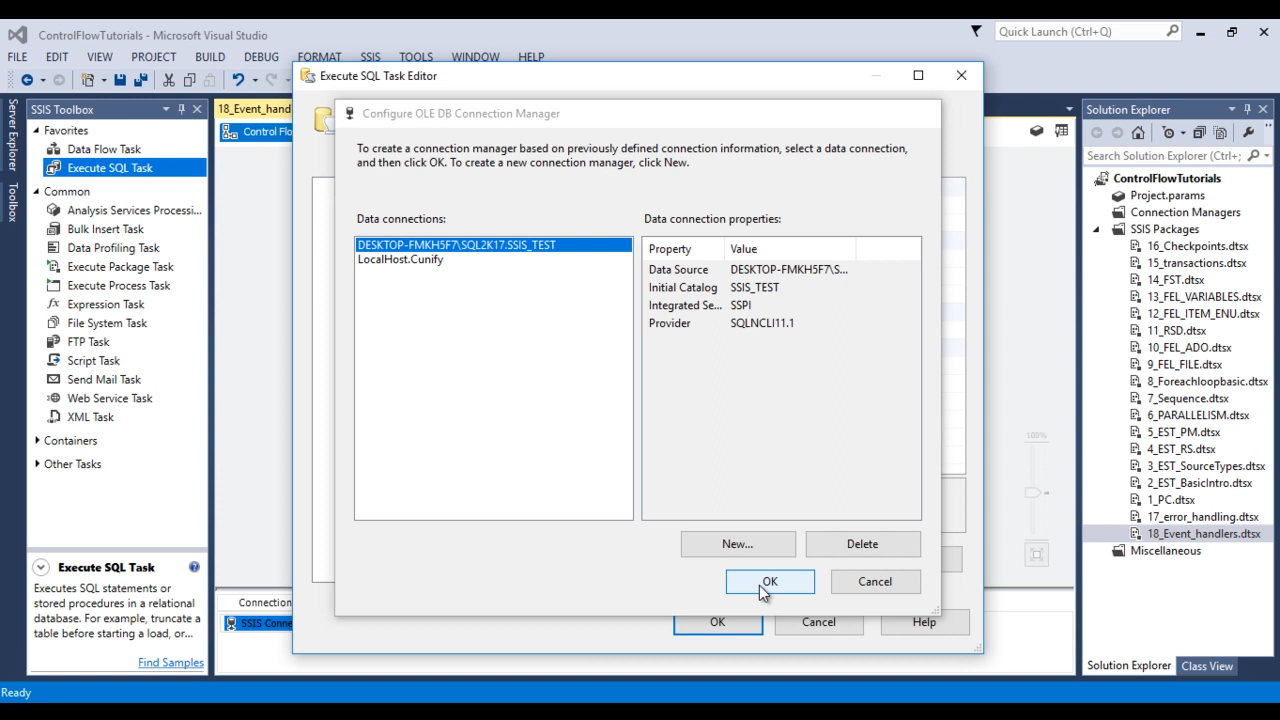 ControlFlowTutorials - Microsoft Visual Studio
Quick Launch (Ctrl+Q)
FILE EDIT VIEW PROJECT BUILD DEBUG FORMAT SSIS TOOLS WINDOW HELP
Server Explorer
Toolbox
SSIS Toolbox
Favorites
Data Flow Task
Execute SQL Task
Common
Analysis Services Processi...
Bulk Insert Task
Data Profiling Task
Execute Package Task
Execute Process Task
Expression Task
File System Task
FTP Task
Script Task
Send Mail Task
Web Service Task
XML Task
Containers
Other Tasks
Execute SQL Task
Executes SQL statements or
stored procedures in a relational
database. For example, truncate a
table before starting a load, or...
Find Samples
Ready
18_Event_hand
Control Flo
Connection
SSIS Conne
Execute SQL Task Editor
Configure OLE DB Connection Manager
To create a connection manager based on previously defined connection information, select a data connection,
and then click OK. To create a new connection manager, click New.
Data connections:
DESKTOP-FMKH5F7\SQL2K17.SSIS_TEST
LocalHost.Cunify
Data connection properties:
Property Value
Data Source DESKTOP-FMKH5F7\S...
Initial Catalog SSIS_TEST
Integrated Se... SSPI
Provider SQLNCLI11.1
New... Delete
OK Cancel
OK Cancel Help
100%
Solution Explorer
Search Solution Explorer (Ctrl+;
ControlFlowTutorials
Project.params
Connection Managers
SSIS Packages
16_Checkpoints.dtsx
15_transactions.dtsx
14_FST.dtsx
13_FEL_VARIABLES.dtsx
12_FEL_ITEM_ENU.dtsx
11_RSD.dtsx
10_FEL_ADO.dtsx
9_FEL_FILE.dtsx
8_Foreachloopbasic.dtsx
7_Sequence.dtsx
6_PARALLELISM.dtsx
5_EST_PM.dtsx
4_EST_RS.dtsx
3_EST_SourceTypes.dtsx
2_EST_BasicIntro.dtsx
1_PC.dtsx
17_error_handling.dtsx
18_Event_handlers.dtsx
Miscellaneous
Solution Explorer Class View